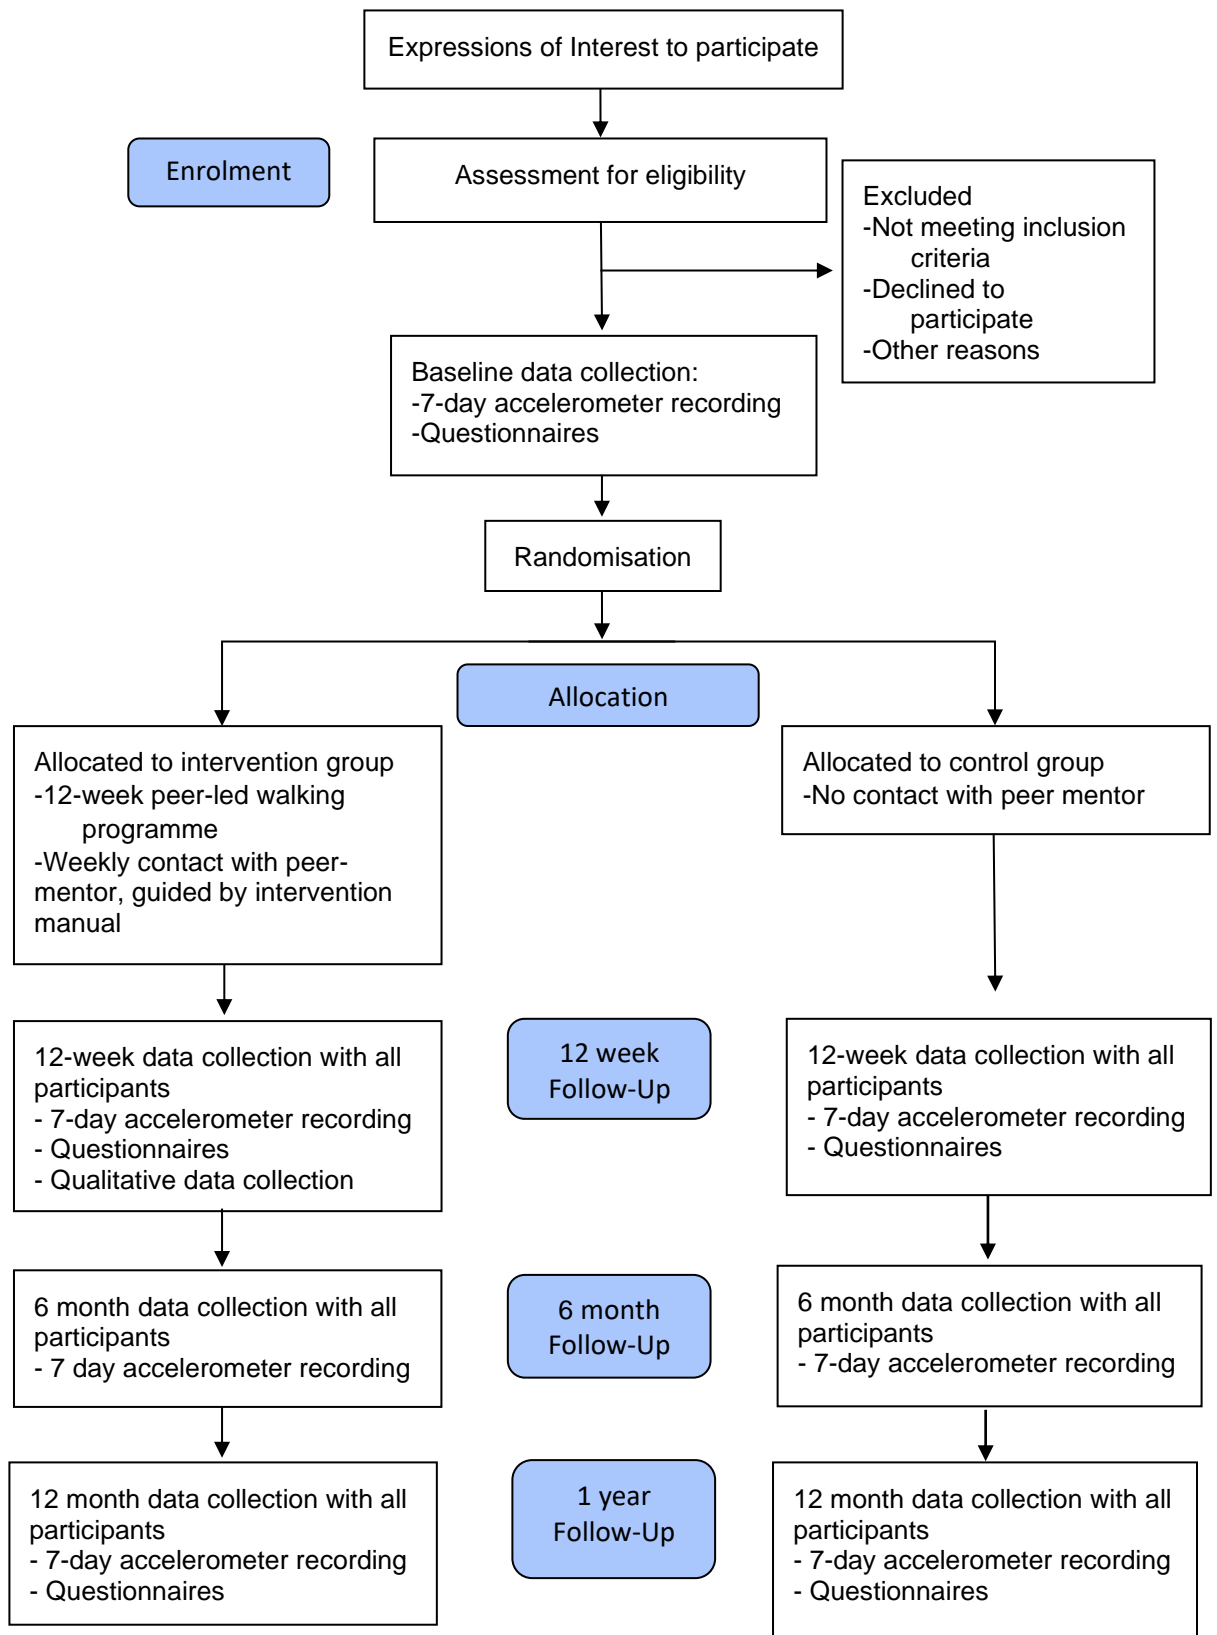 Expressions of Interest to participate
Enrolment
Assessment for eligibility
Excluded
-Not meeting inclusion
criteria
-Declined to
participate
-Other reasons
Baseline data collection:
-7-day accelerometer recording
-Questionnaires
Randomisation
Allocation
Allocated to intervention group
-12-week peer-led walking
programme
-Weekly contact with peer-
mentor, guided by intervention
manual
Allocated to control group
-No contact with peer mentor
12-week data collection with all
participants
- 7-day accelerometer recording
- Questionnaires
- Qualitative data collection
12 week
Follow-Up
12-week data collection with all
participants
- 7-day accelerometer recording
- Questionnaires
6 month data collection with all
participants
- 7 day accelerometer recording
6 month
Follow-Up
6 month data collection with all
participants
- 7-day accelerometer recording
12 month data collection with all
participants
- 7-day accelerometer recording
- Questionnaires
1 year
Follow-Up
12 month data collection with all
participants
- 7-day accelerometer recording
- Questionnaires